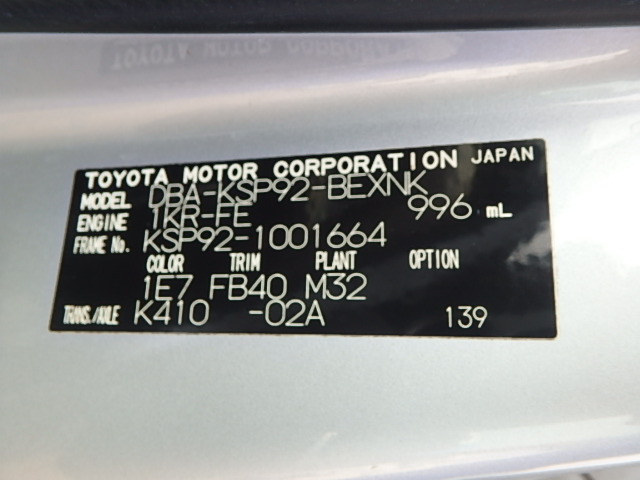 TOYOTA MOTOR CORPORATION JAPAN
MODEL DBA-KSP92-BEXNK
ENGINE 1KR-FE 996 mL
FRAME No. KSP92-1001664
COLOR TRIM PLANT OPTION
1E7 FB40 M32
TRANS./AXLE K410 -02A 139